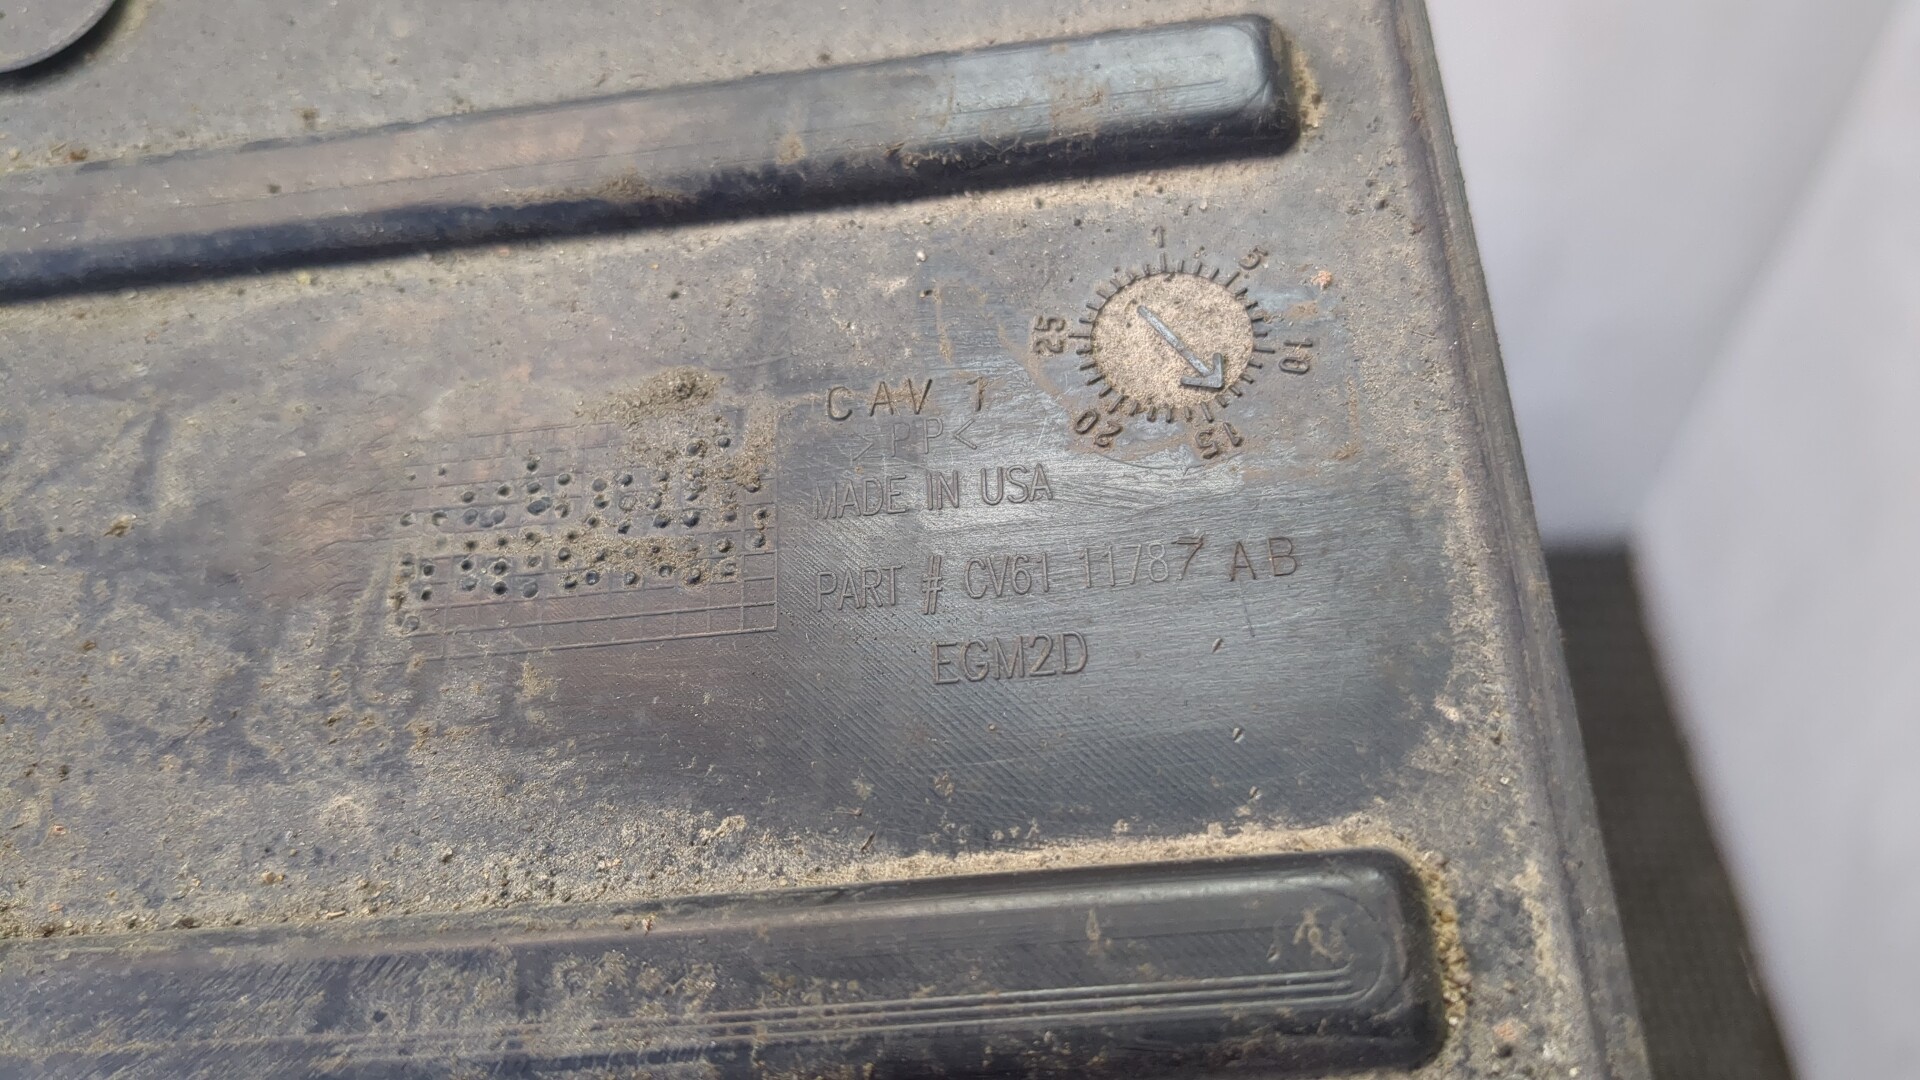 1 5 10 15 20 25
CAV 1
>PP<
MADE IN USA
PART # CV61 11787 AB
EGM2D